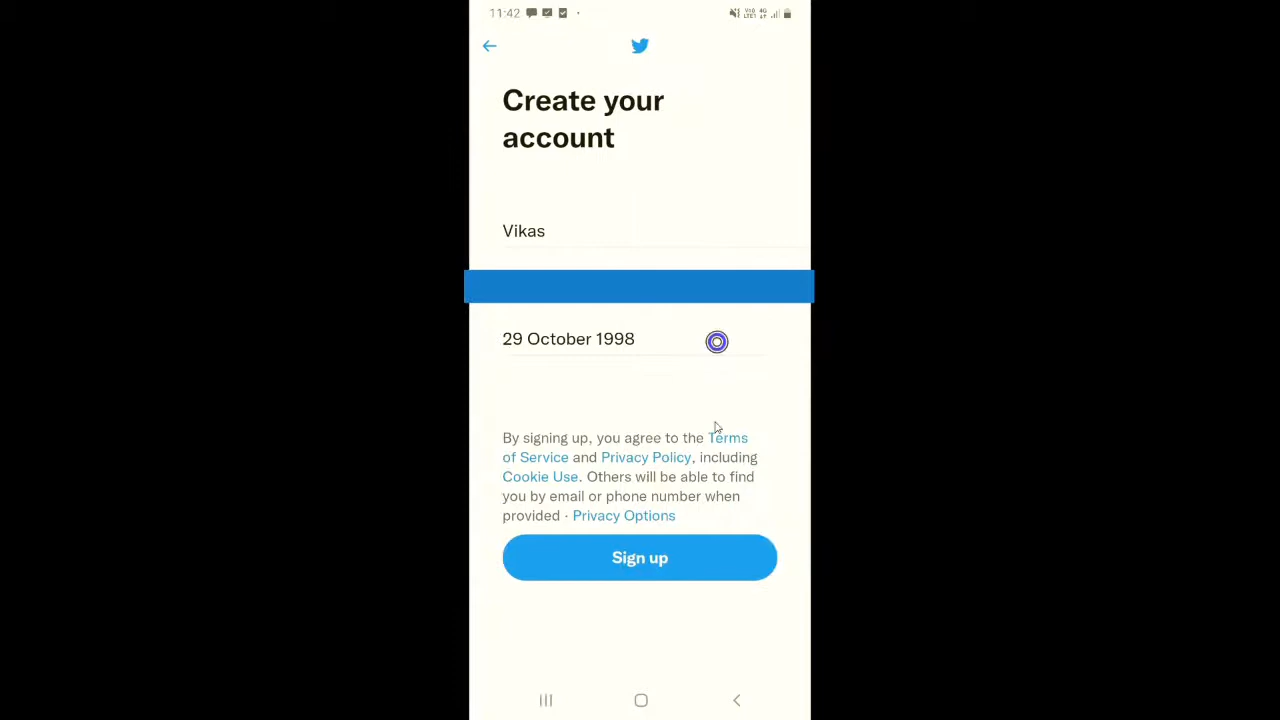 11:42
Create your
account
Vikas
29 October 1998
By signing up, you agree to the Terms
of Service and Privacy Policy, including
Cookie Use. Others will be able to find
you by email or phone number when
provided · Privacy Options
Sign up